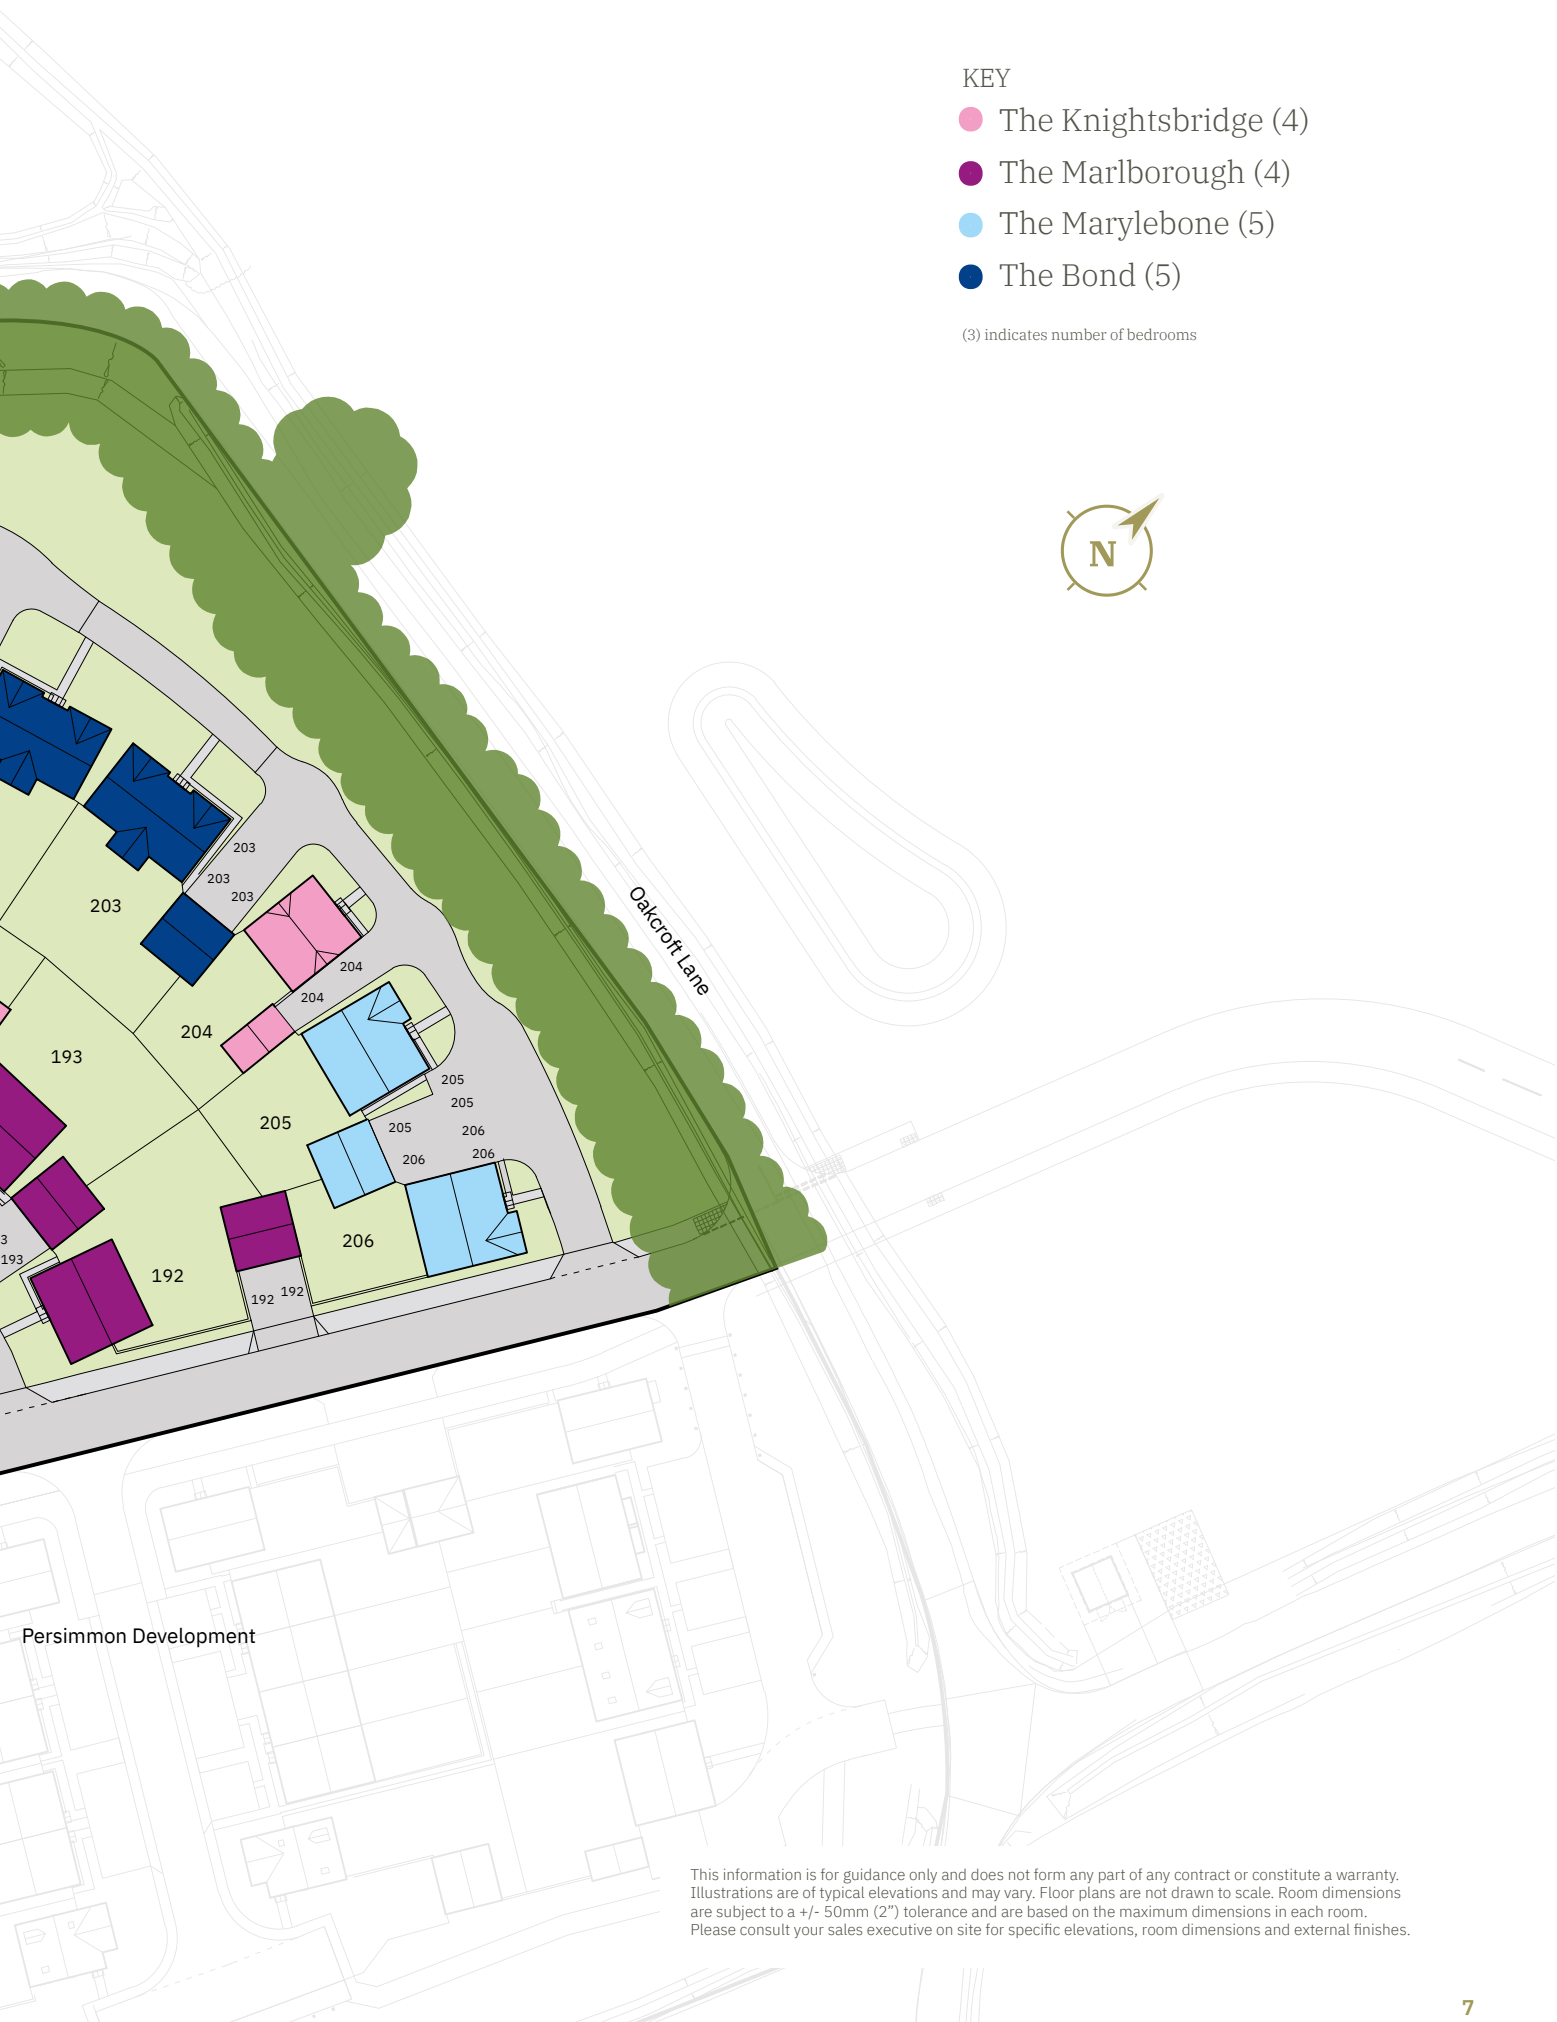 KEY
The Knightsbridge (4)
The Marlborough (4)
The Marylebone (5)
The Bond (5)
(3) indicates number of bedrooms
N
203
203
203
203
Oakcroft Lane
204
204
204
193
205
205
205
205
206
206
206
206
192
3
193
192
192
Persimmon Development
This information is for guidance only and does not form any part of any contract or constitute a warranty.
Illustrations are of typical elevations and may vary. Floor plans are not drawn to scale. Room dimensions
are subject to a +/- 50mm (2”) tolerance and are based on the maximum dimensions in each room.
Please consult your sales executive on site for specific elevations, room dimensions and external finishes.
7